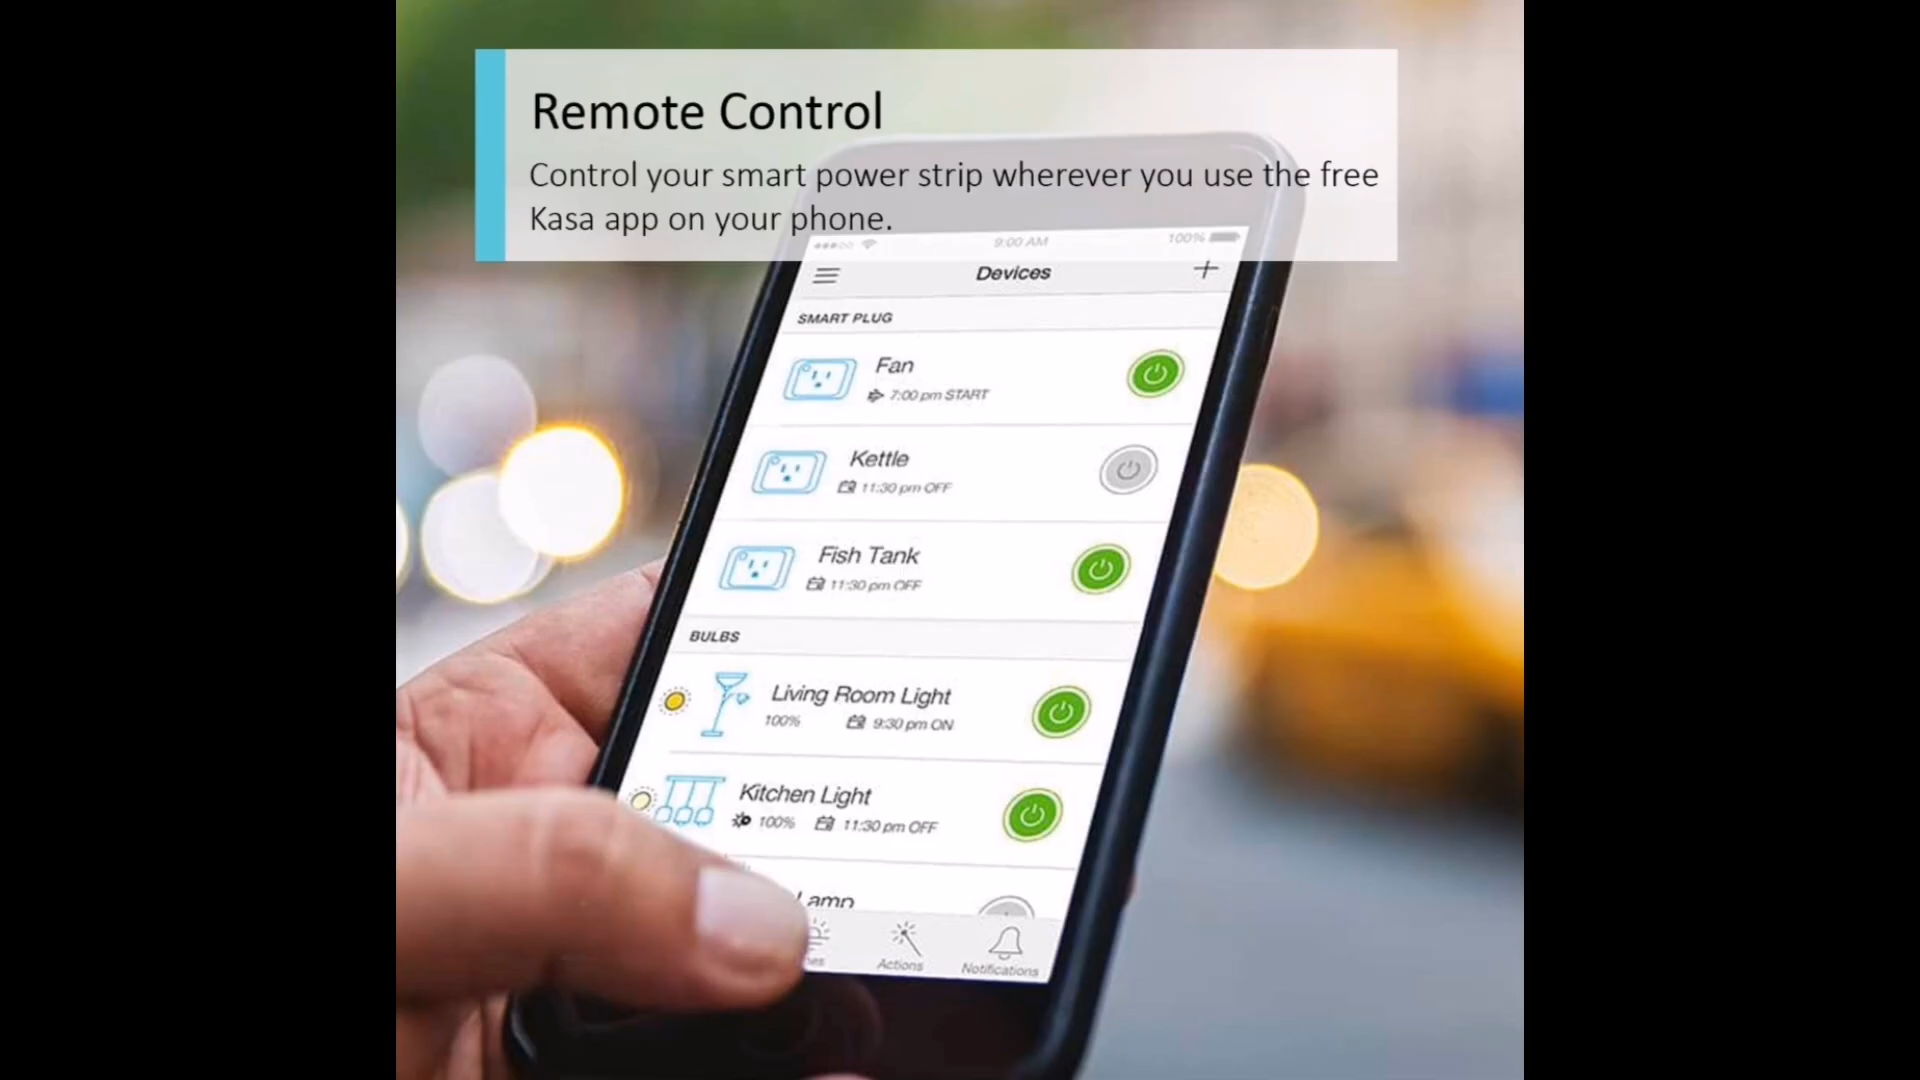 Remote Control
Control your smart power strip wherever you use the free
Kasa app on your phone.
9:00 AM
100%
Devices
SMART PLUG
Fan
7:00 pm START
Kettle
11:30 pm OFF
Fish Tank
11:30 pm OFF
BULBS
Living Room Light
100% 9:30 pm ON
Kitchen Light
100% 11:30 pm OFF
Lamp
Actions
Notifications